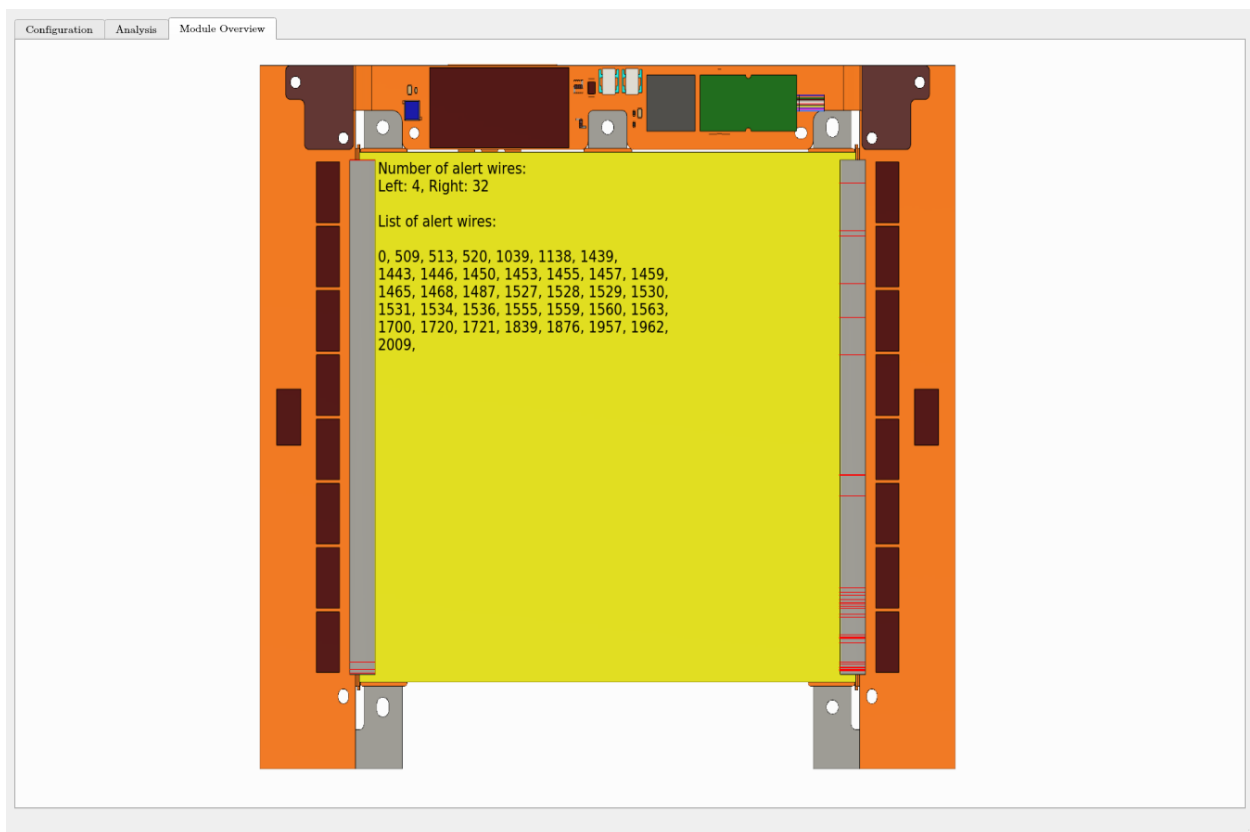 Configuration
Analysis
Module Overview
Number of alert wires:
Left: 4, Right: 32
List of alert wires:
0, 509, 513, 520, 1039, 1138, 1439,
1443, 1446, 1450, 1453, 1455, 1457, 1459,
1465, 1468, 1487, 1527, 1528, 1529, 1530,
1531, 1534, 1536, 1555, 1559, 1560, 1563,
1700, 1720, 1721, 1839, 1876, 1957, 1962,
2009,